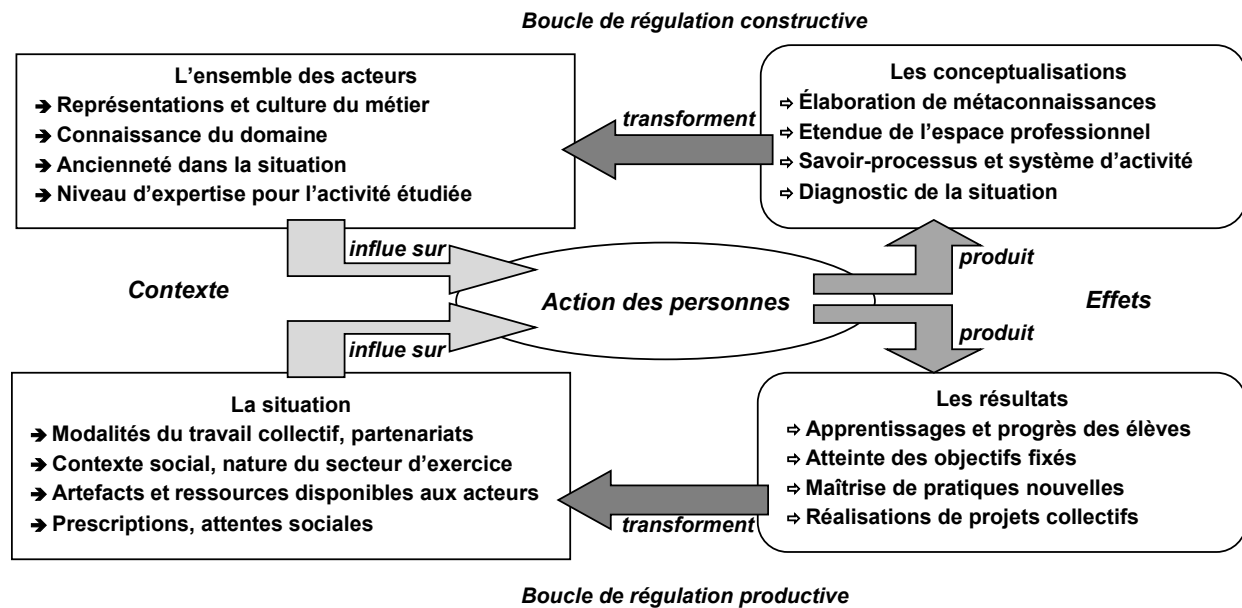 Boucle de régulation constructive
L'ensemble des acteurs
➔ Représentations et culture du métier
➔ Connaissance du domaine
➔ Ancienneté dans la situation
➔ Niveau d'expertise pour l'activité étudiée
transforment
Les conceptualisations
⇨ Élaboration de métaconnaissances
⇨ Etendue de l'espace professionnel
⇨ Savoir-processus et système d'activité
⇨ Diagnostic de la situation
influe sur
produit
Contexte
Action des personnes
Effets
influe sur
produit
La situation
➔ Modalités du travail collectif, partenariats
➔ Contexte social, nature du secteur d'exercice
➔ Artefacts et ressources disponibles aux acteurs
➔ Prescriptions, attentes sociales
transforment
Les résultats
⇨ Apprentissages et progrès des élèves
⇨ Atteinte des objectifs fixés
⇨ Maîtrise de pratiques nouvelles
⇨ Réalisations de projets collectifs
Boucle de régulation productive